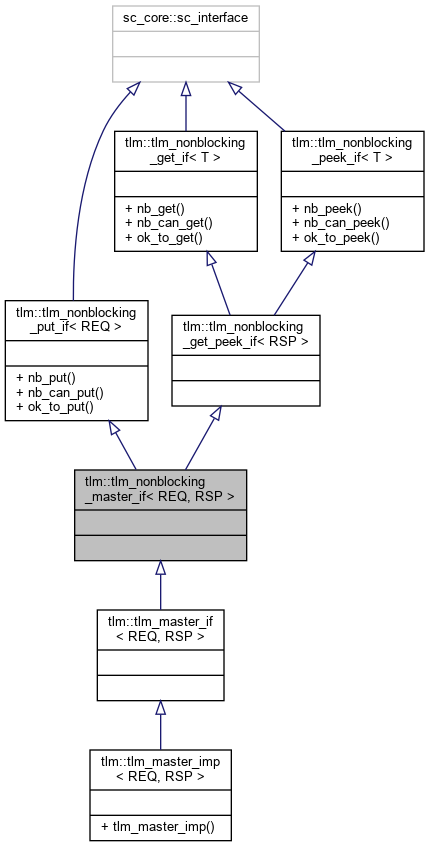 sc_core::sc_interface
tlm::tlm_nonblocking
_get_if< T >
+ nb_get()
+ nb_can_get()
+ ok_to_get()
tlm::tlm_nonblocking
_peek_if< T >
+ nb_peek()
+ nb_can_peek()
+ ok_to_peek()
tlm::tlm_nonblocking
_put_if< REQ >
+ nb_put()
+ nb_can_put()
+ ok_to_put()
tlm::tlm_nonblocking
_get_peek_if< RSP >
tlm::tlm_nonblocking
_master_if< REQ, RSP >
tlm::tlm_master_if
< REQ, RSP >
tlm::tlm_master_imp
< REQ, RSP >
+ tlm_master_imp()